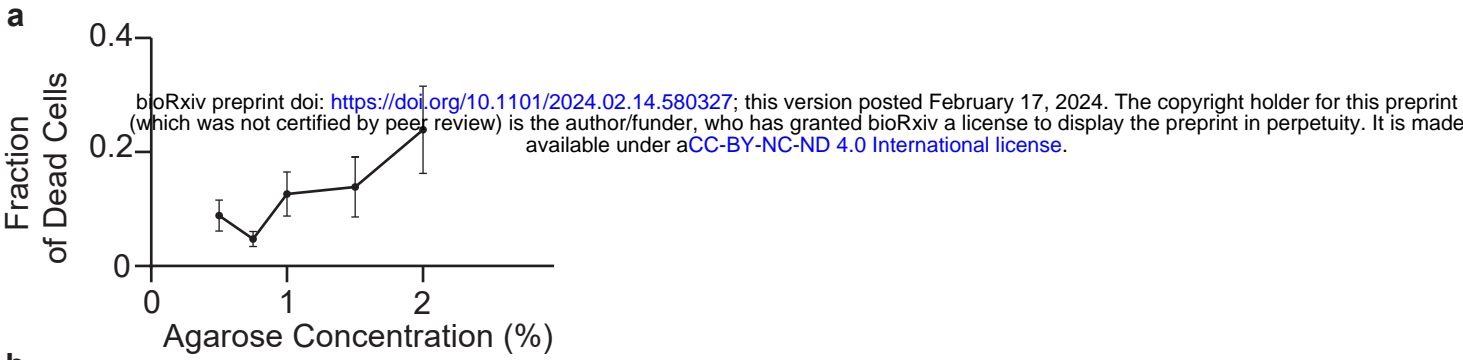 a
0.4
bioRxiv preprint doi: https://doi.org/10.1101/2024.02.14.580327; this version posted February 17, 2024. The copyright holder for this preprint
(which was not certified by peer review) is the author/funder, who has granted bioRxiv a license to display the preprint in perpetuity. It is made
available under aCC-BY-NC-ND 4.0 International license.
Fraction
of Dead Cells
0.2
0
0 1 2
Agarose Concentration (%)